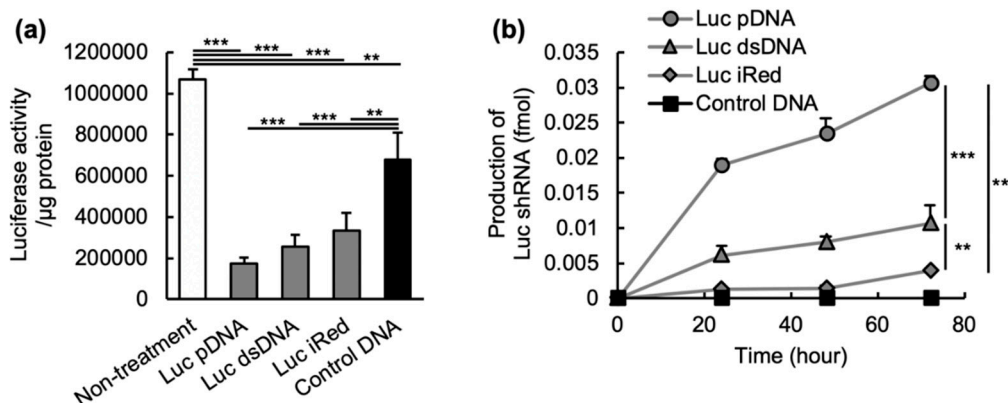 (a)
Luciferase activity
/µg protein
1200000
1000000
800000
600000
400000
200000
0
***
***
***
**
***
***
**
Non-treatment
Luc pDNA
Luc dsDNA
Luc iRed
Control DNA
(b)
Luc pDNA
Luc dsDNA
Luc iRed
Control DNA
Production of
Luc shRNA (fmol)
0.035
0.03
0.025
0.02
0.015
0.01
0.005
0
0
20
40
60
80
Time (hour)
***
**
**